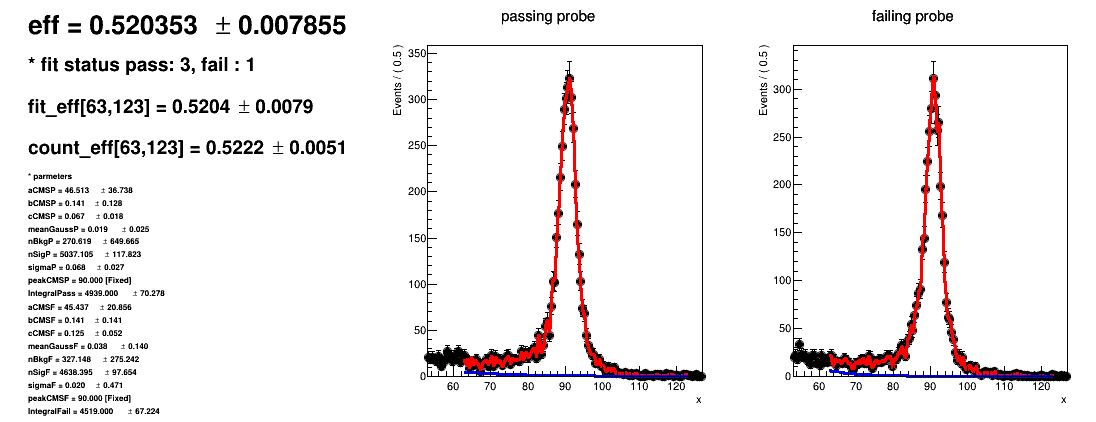 eff = 0.520353 ± 0.007855
* fit status pass: 3, fail : 1
fit_eff[63,123] = 0.5204 ± 0.0079
count_eff[63,123] = 0.5222 ± 0.0051
* parmeters
aCMSP = 46.513 ± 36.738
bCMSP = 0.141 ± 0.128
cCMSP = 0.067 ± 0.018
meanGaussP = 0.019 ± 0.025
nBkgP = 270.619 ± 649.665
nSigP = 5037.105 ± 117.823
sigmaP = 0.068 ± 0.027
peakCMSP = 90.000 [Fixed]
IntegralPass = 4939.000 ± 70.278
aCMSF = 45.437 ± 20.856
bCMSF = 0.141 ± 0.141
cCMSF = 0.125 ± 0.052
meanGaussF = 0.038 ± 0.140
nBkgF = 327.148 ± 275.242
nSigF = 4638.395 ± 97.654
sigmaF = 0.020 ± 0.471
peakCMSF = 90.000 [Fixed]
IntegralFail = 4519.000 ± 67.224
passing probe
Events / ( 0.5 )
350
300
250
200
150
100
50
0
60 70 80 90 100 110 120
x
failing probe
Events / ( 0.5 )
300
250
200
150
100
50
0
60 70 80 90 100 110 120
x